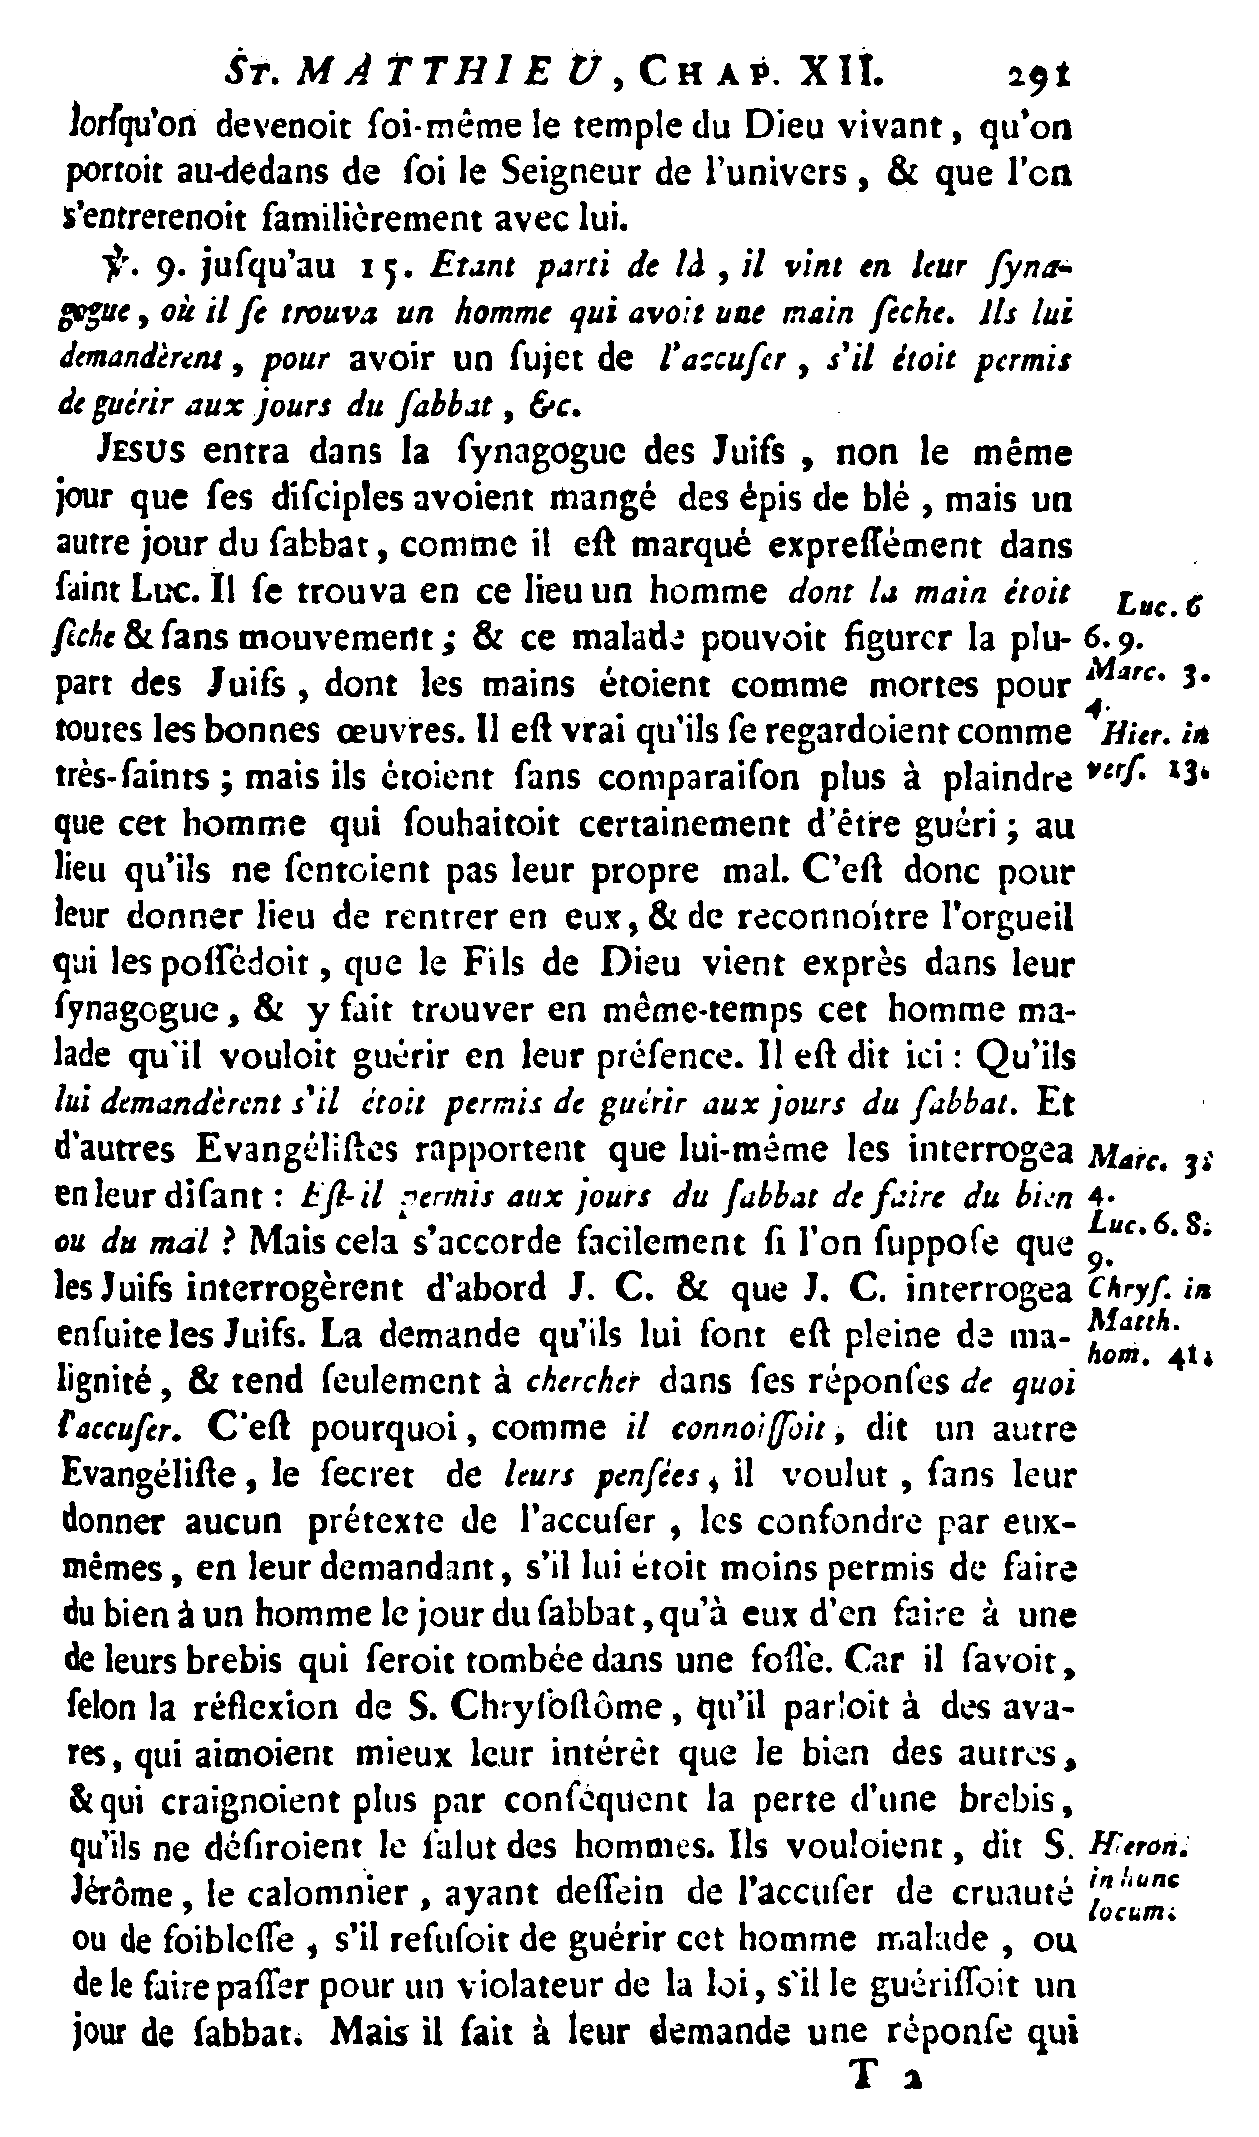 ST. MATTHIEU, CHAP. XII. 291
lorſqu'on devenoit ſoi-même le temple du Dieu vivant, qu'on
portoit au-dedans de ſoi le Seigneur de l'univers, & que l'on
s'entretenoit familièrement avec lui.
℣. 9. juſqu'au 15. Etant parti de là, il vint en leur ſyna-
gogue, où il ſe trouva un homme qui avoit une main ſeche. Ils lui
demandèrent, pour avoir un ſujet de l'accuſer, s'il étoit permis
de guérir aux jours du ſabbat, &c.
JESUS entra dans la ſynagogue des Juifs, non le même
jour que ſes diſciples avoient mangé des épis de blé, mais un
autre jour du ſabbat, comme il eſt marqué expreſſément dans
ſaint Luc. Il ſe trouva en ce lieu un homme dont la main étoit
Luc. 6
ſeche & ſans mouvement; & ce malade pouvoit figurer la plu-
6. 9.
part des Juifs, dont les mains étoient comme mortes pour
Marc. 3.
4.
toutes les bonnes œuvres. Il eſt vrai qu'ils ſe regardoient comme
Hier. in
très-ſaints; mais ils étoient ſans comparaiſon plus à plaindre
verſ. 13.
que cet homme qui ſouhaitoit certainement d'être guéri; au
lieu qu'ils ne ſentoient pas leur propre mal. C'eſt donc pour
leur donner lieu de rentrer en eux, & de reconnoître l'orgueil
qui les poſſédoit, que le Fils de Dieu vient exprès dans leur
ſynagogue, & y fait trouver en même-temps cet homme ma-
lade qu'il vouloit guérir en leur préſence. Il eſt dit ici: Qu'ils
lui demandèrent s'il étoit permis de guérir aux jours du ſabbat. Et
d'autres Evangéliſtes rapportent que lui-même les interrogea
Marc. 3.
en leur diſant: Eſt-il permis aux jours du ſabbat de faire du bien
4.
ou du mal? Mais cela s'accorde facilement ſi l'on ſuppoſe que
Luc. 6. 8.
9.
les Juifs interrogèrent d'abord J. C. & que J. C. interrogea
Chryſ. in
enſuite les Juifs. La demande qu'ils lui font eſt pleine de ma-
Matth.
hom. 41.
lignité, & tend ſeulement à chercher dans ſes réponſes de quoi
l'accuſer. C'eſt pourquoi, comme il connoiſſoit, dit un autre
Evangéliſte, le ſecret de leurs penſées, il voulut, ſans leur
donner aucun prétexte de l'accuſer, les confondre par eux-
mêmes, en leur demandant, s'il lui étoit moins permis de faire
du bien à un homme le jour du ſabbat, qu'à eux d'en faire à une
de leurs brebis qui ſeroit tombée dans une foſſe. Car il ſavoit,
ſelon la réflexion de S. Chryſoſtôme, qu'il parloit à des ava-
res, qui aimoient mieux leur intérêt que le bien des autres,
& qui craignoient plus par conſéquent la perte d'une brebis,
qu'ils ne déſiroient le ſalut des hommes. Ils vouloient, dit S.
Hieron.
Jérôme, le calomnier, ayant deſſein de l'accuſer de cruauté
in hunc
locum.
ou de foibleſſe, s'il refuſoit de guérir cet homme malade, ou
de le faire paſſer pour un violateur de la loi, s'il le guériſſoit un
jour de ſabbat. Mais il fait à leur demande une réponſe qui
T 2